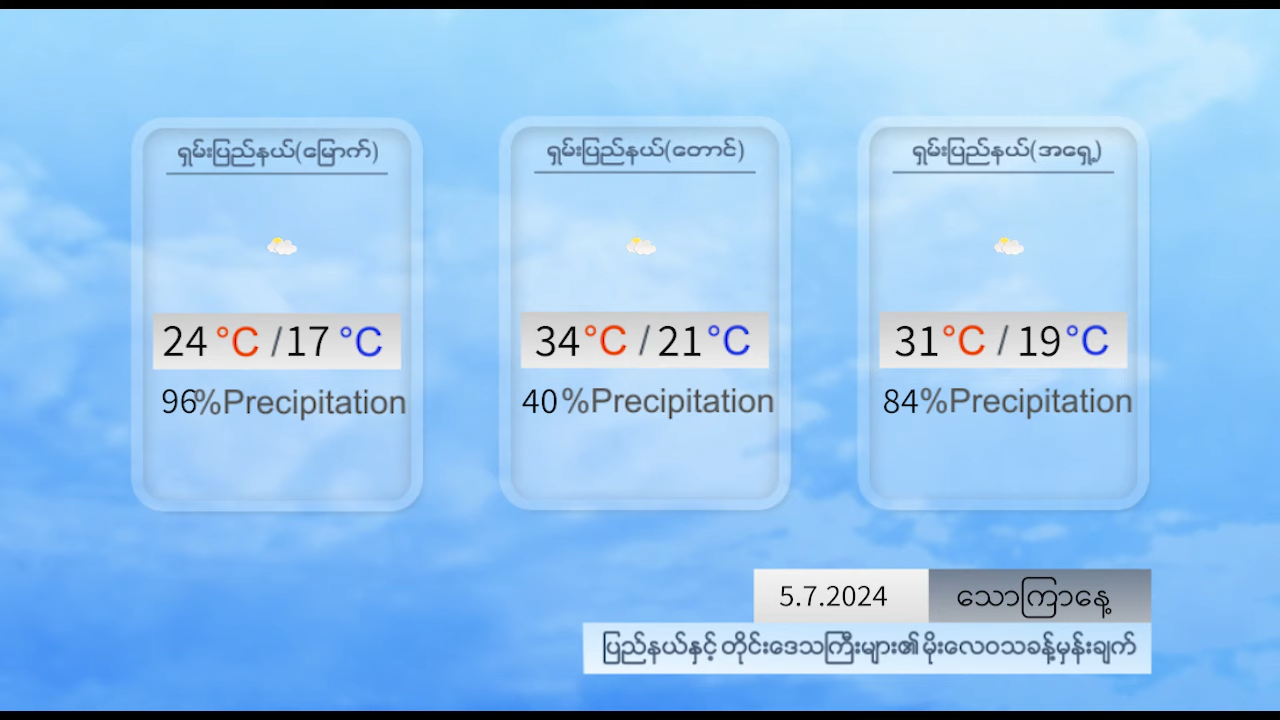 ရှမ်းပြည်နယ်(မြောက်)
24 °C / 17 °C
96%Precipitation
ရှမ်းပြည်နယ်(တောင်)
34°C / 21°C
40 %Precipitation
ရှမ်းပြည်နယ်(အရှေ့)
31°C / 19°C
84%Precipitation
5.7.2024 သောကြာနေ့
ပြည်နယ်နှင့် တိုင်းဒေသကြီးများ၏ မိုးလေဝသခန့်မှန်းချက်